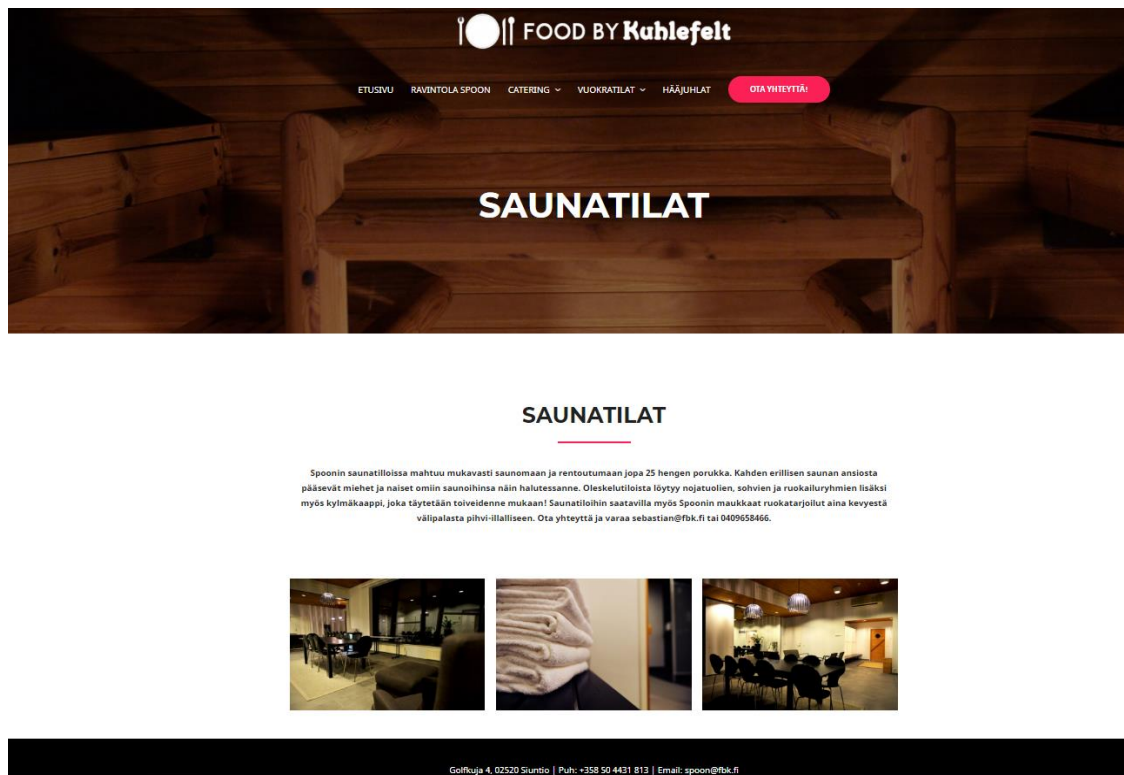 FOOD BY Kuhlefelt
ETUSIVU RAVINTOLA SPOON CATERING VUOKRATILAT HÄÄJUHLAT OTA YHTEYTTÄ!
SAUNATILAT
SAUNATILAT
Spoonin saunatilloissa mahtuu mukavasti saunomaan ja rentoutumaan jopa 25 hengen porukka. Kahden erillisen saunan ansiosta
pääsevät miehet ja naiset omiin saunoihinsa näin halutessanne. Oleskelutiloista löytyy nojatuolien, sohvien ja ruokailuryhmien lisäksi
myös kylmäkaappi, joka täytetään toiveidenne mukaan! Saunatiloihin saatavilla myös Spoonin maukkaat ruokatarjoilut aina kevyestä
välipalasta pihvi-illalliseen. Ota yhteyttä ja varaa sebastian@fbk.fi tai 0409658466.
Golfkuja 4, 02520 Siuntio | Puh: +358 50 4431 813 | Email: spoon@fbk.fi